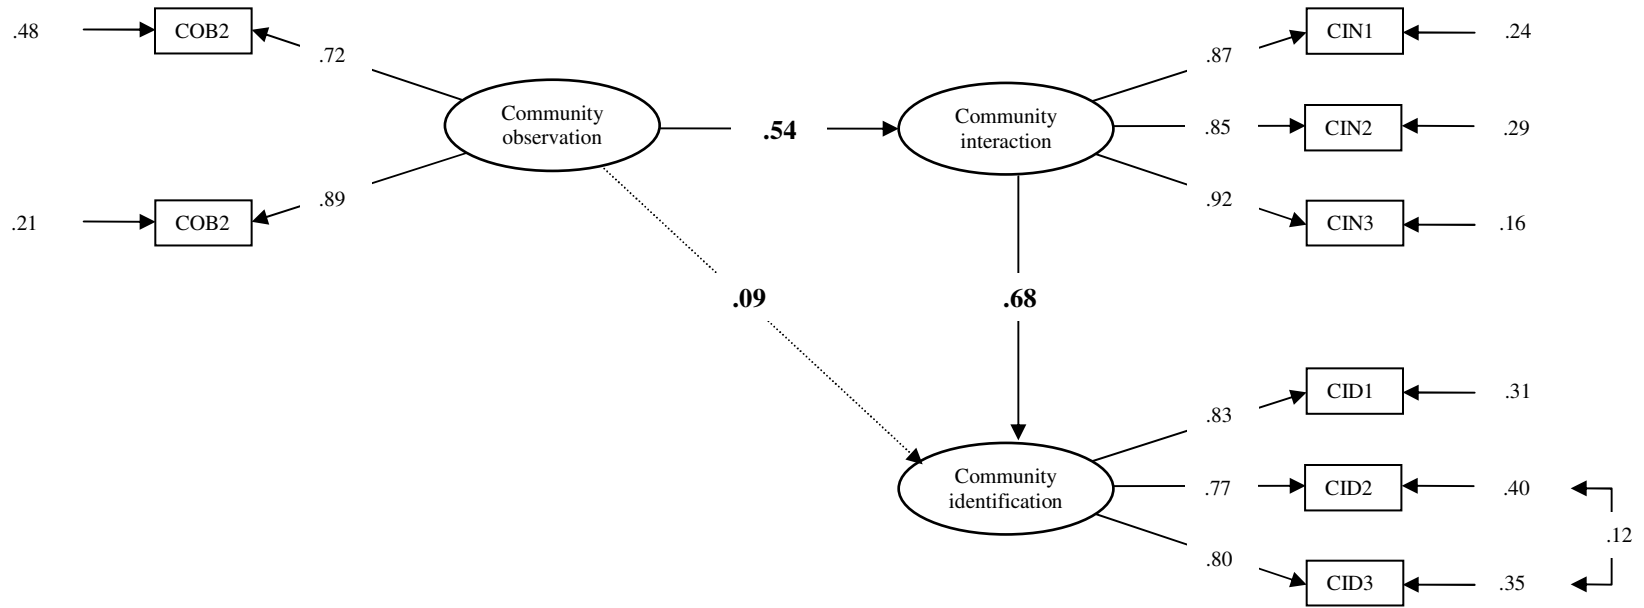 .48
COB2
.72
Community
observation
.89
COB2
.21
.54
.09
Community
interaction
.87
CIN1
.24
.85
CIN2
.29
.92
CIN3
.16
.68
Community
identification
.83
CID1
.31
.77
CID2
.40
.12
.80
CID3
.35